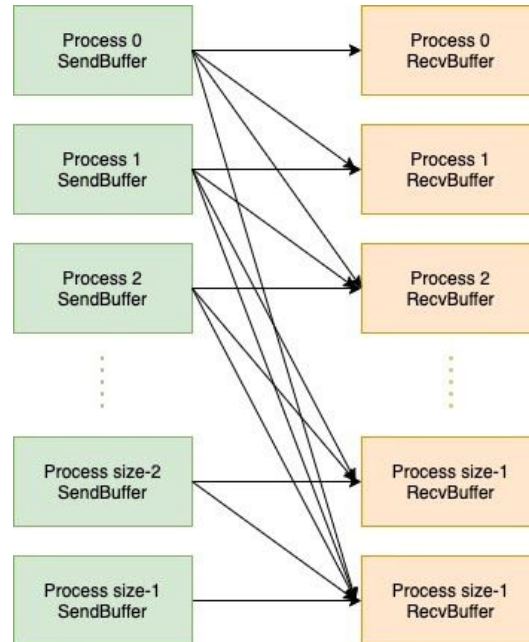 Process 0
SendBuffer
Process 0
RecvBuffer
Process 1
SendBuffer
Process 1
RecvBuffer
Process 2
SendBuffer
Process 2
RecvBuffer
Process size-2
SendBuffer
Process size-1
RecvBuffer
Process size-1
SendBuffer
Process size-1
RecvBuffer